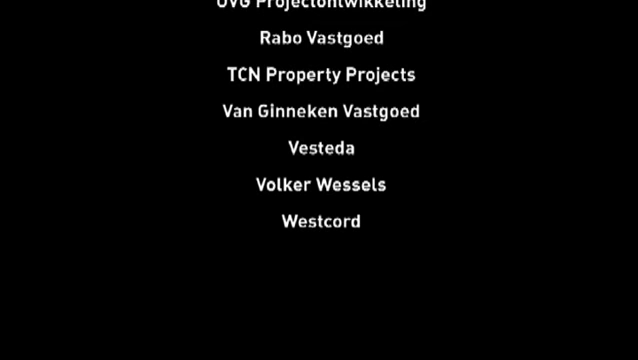 OVG Projectontwikkeling
Rabo Vastgoed
TCN Property Projects
Van Ginneken Vastgoed
Vesteda
Volker Wessels
Westcord